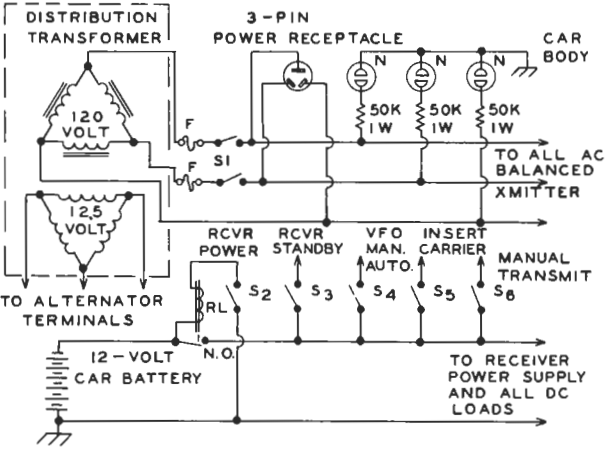 DISTRIBUTION
TRANSFORMER
3-PIN
POWER RECEPTACLE
CAR
BODY
N
N
N
120
VOLT
F
S1
F
50K
1W
50K
1W
50K
1W
TO ALL AC
BALANCED
XMITTER
12.5
VOLT
TO ALTERNATOR
TERMINALS
RCVR
POWER
RCVR
STANDBY
VFO
MAN.
AUTO.
INSERT
CARRIER
MANUAL
TRANSMIT
RL
S2
S3
S4
S5
S6
N.O.
12-VOLT
CAR BATTERY
TO RECEIVER
POWER SUPPLY
AND ALL DC
LOADS